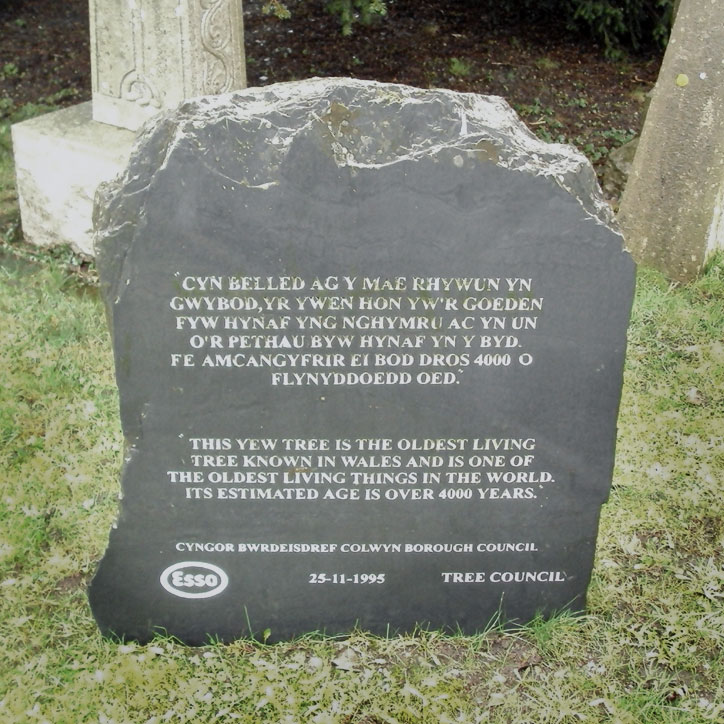 "CYN BELLED AG Y MAE RHYWUN YN
GWYBOD, YR YWEN HON YW'R GOEDEN
FYW HYNAF YNG NGHYMRU AC YN UN
O'R PETHAU BYW HYNAF YN Y BYD.
FE AMCANGYFRIR EI BOD DROS 4000 O
FLYNYDDOEDD OED."
"THIS YEW TREE IS THE OLDEST LIVING
TREE KNOWN IN WALES AND IS ONE OF
THE OLDEST LIVING THINGS IN THE WORLD.
ITS ESTIMATED AGE IS OVER 4000 YEARS."
CYNGOR BWRDEISDREF COLWYN BOROUGH COUNCIL
Esso 25-11-1995 TREE COUNCIL